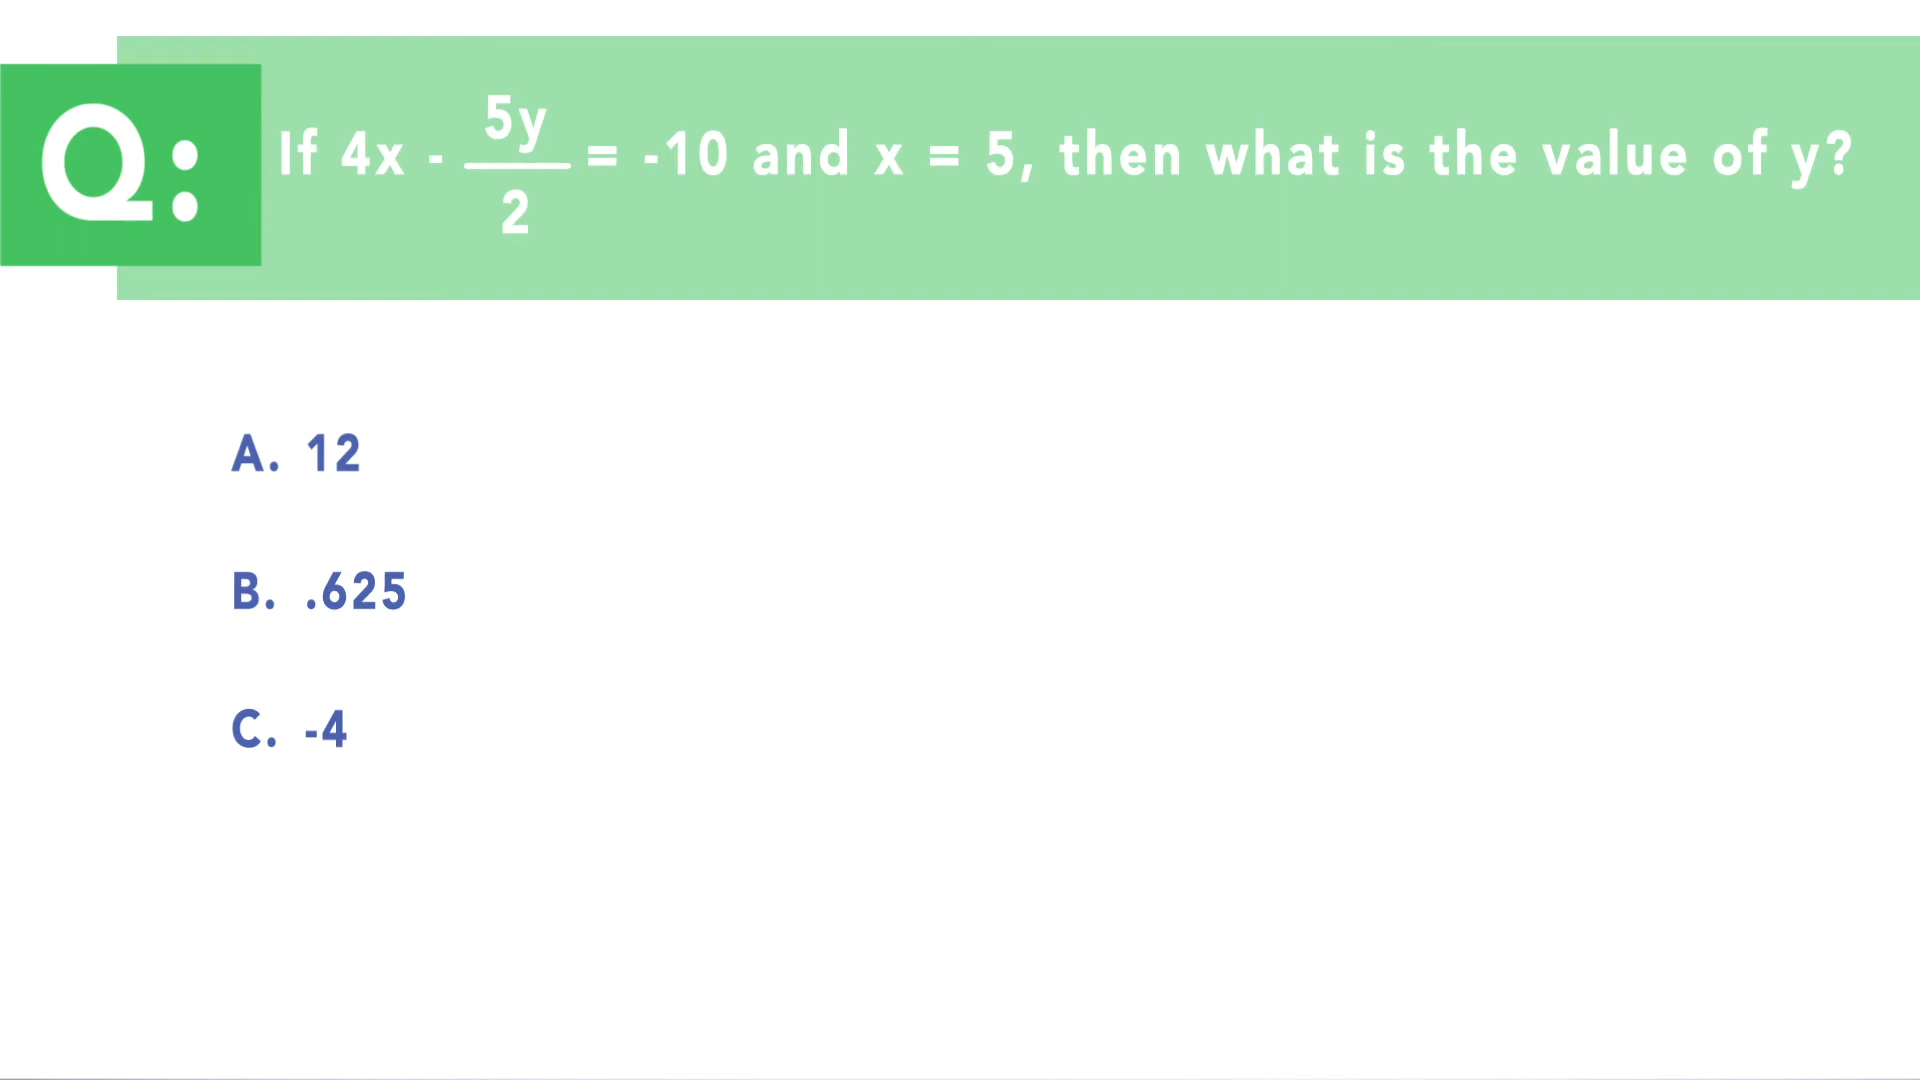 Q:
If 4x - 5y/2 = -10 and x = 5, then what is the value of y?
A. 12
B. .625
C. -4